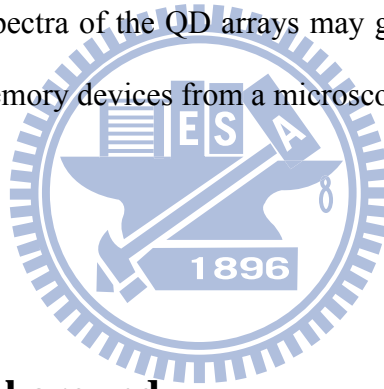 pectra of the QD arrays may g
emory devices from a microsco
E S A
1896